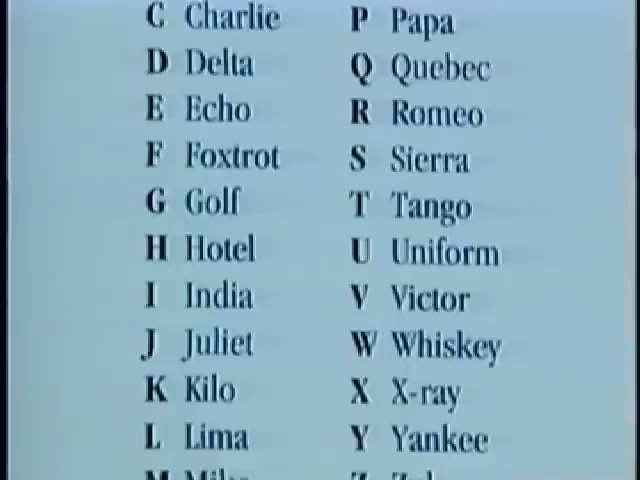 C Charlie
D Delta
E Echo
F Foxtrot
G Golf
H Hotel
I India
J Juliet
K Kilo
L Lima
P Papa
Q Quebec
R Romeo
S Sierra
T Tango
U Uniform
V Victor
W Whiskey
X X-ray
Y Yankee